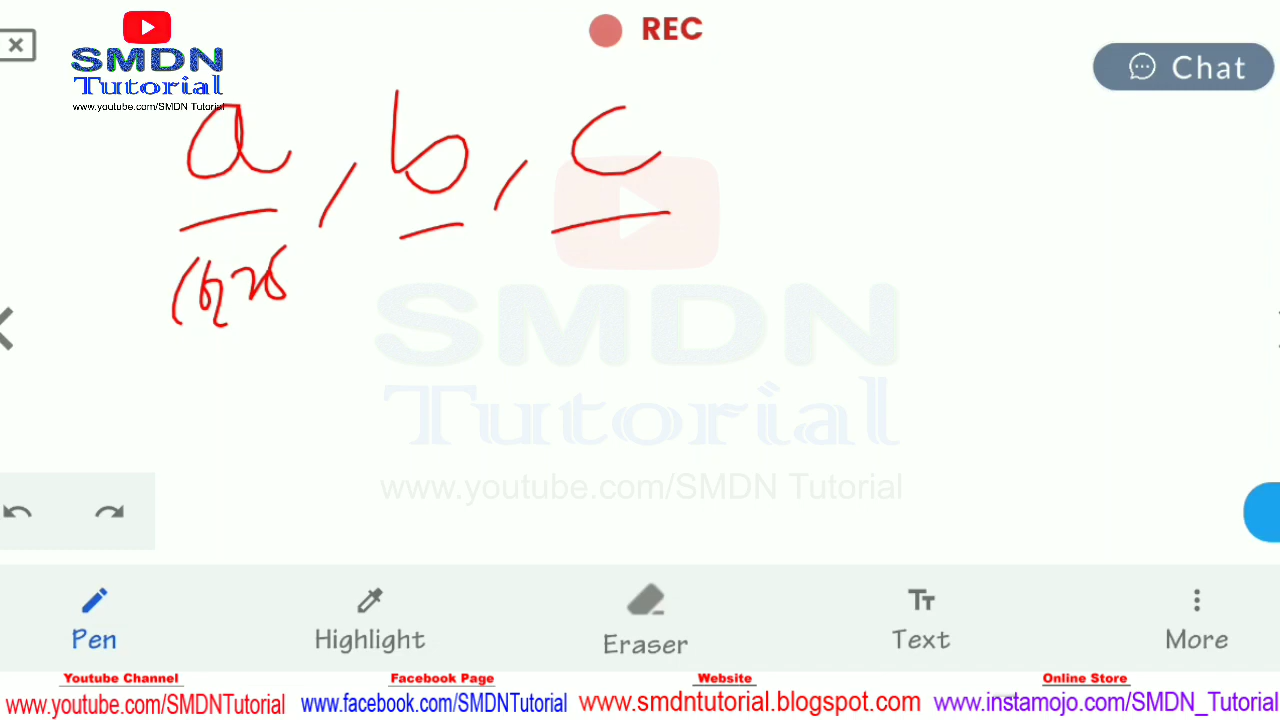 REC
SMDN
Tutorial
www.youtube.com/SMDN Tutorial
Chat
a, b, c
SMDN
Tutorial
www.youtube.com/SMDN Tutorial
Pen
Highlight
Eraser
Text
More
Youtube Channel
Facebook Page
Website
Online Store
www.youtube.com/SMDNTutorial
www.facebook.com/SMDNTutorial
www.smdntutorial.blogspot.com
www.instamojo.com/SMDN_Tutorial